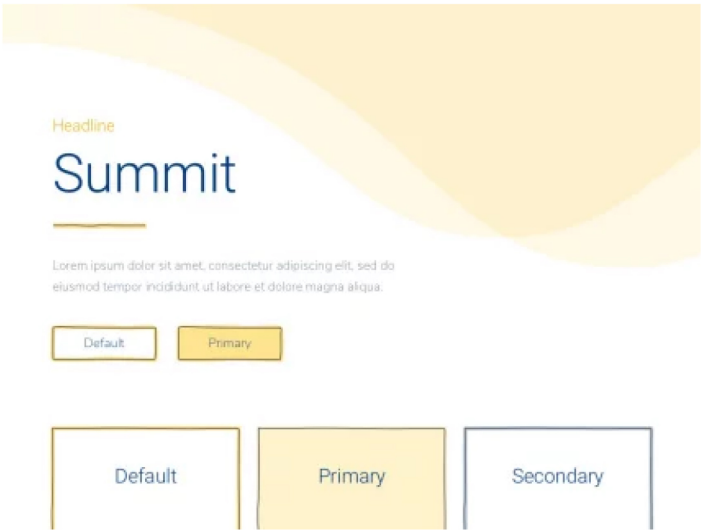 Headline
Summit
Lorem ipsum dolor sit amet, consectetur adipiscing elit, sed do
eiusmod tempor incididunt ut labore et dolore magna aliqua.
Default Primary
Default Primary Secondary